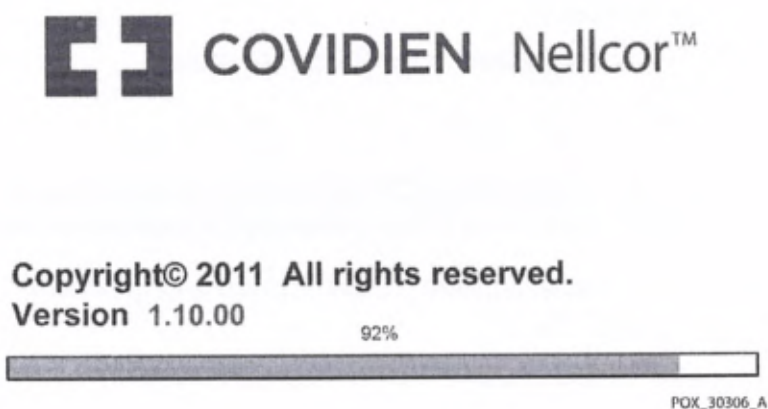 COVIDIEN Nellcor™
Copyright© 2011 All rights reserved.
Version 1.10.00
92%
POX_30306_A